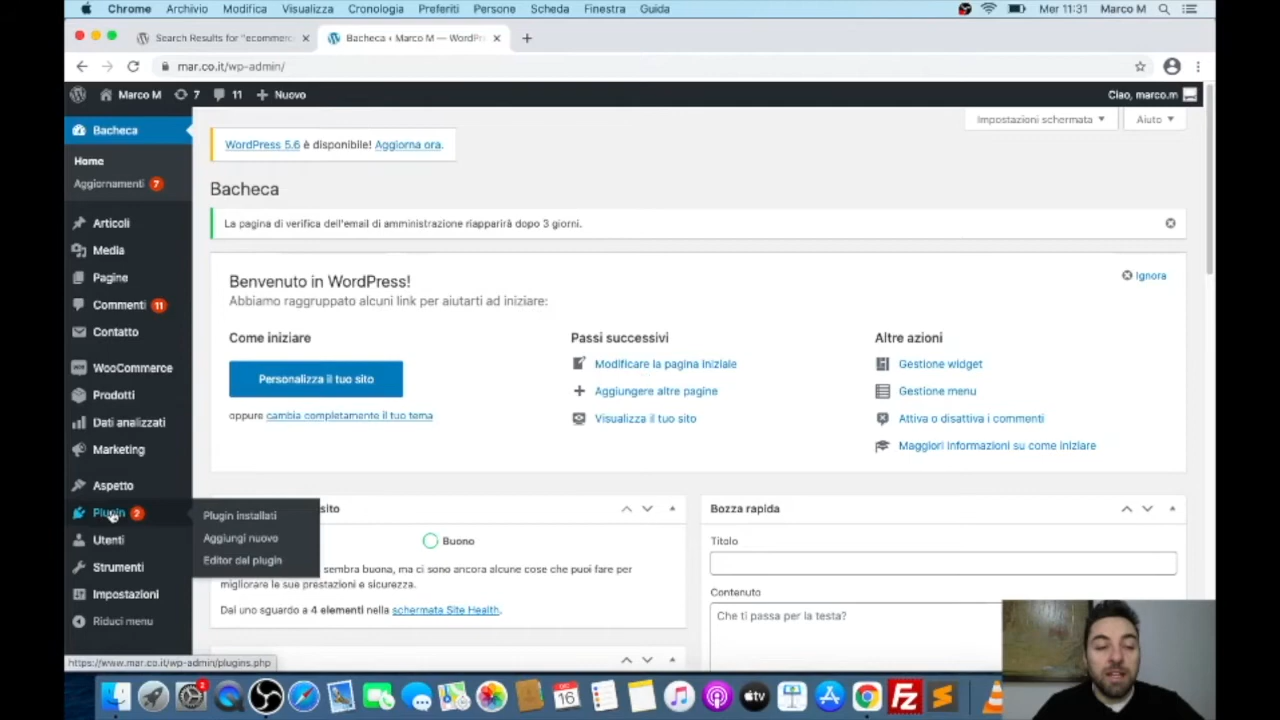 Chrome Archivio Modifica Visualizza Cronologia Preferiti Persone Scheda Finestra Guida Mer 11:31 Marco M
Search Results for "ecommerc
Bacheca ‹ Marco M — WordPr
mar.co.it/wp-admin/
Marco M 7 11 Nuovo
Ciao, marco.m
Bacheca
Home
Aggiornamenti 7
Articoli
Media
Pagine
Commenti 11
Contatto
WooCommerce
Prodotti
Dati analizzati
Marketing
Aspetto
Plugin 2
Utenti
Strumenti
Impostazioni
Riduci menu
Plugin installati
Aggiungi nuovo
Editor del plugin
https://www.mar.co.it/wp-admin/plugins.php
Impostazioni schermata
Aiuto
WordPress 5.6 è disponibile! Aggiorna ora.
Bacheca
La pagina di verifica dell'email di amministrazione riapparirà dopo 3 giorni.
Benvenuto in WordPress!
Ignora
Abbiamo raggruppato alcuni link per aiutarti ad iniziare:
Come iniziare
Personalizza il tuo sito
oppure cambia completamente il tuo tema
Passi successivi
Modificare la pagina iniziale
Aggiungere altre pagine
Visualizza il tuo sito
Altre azioni
Gestione widget
Gestione menu
Attiva o disattiva i commenti
Maggiori informazioni su come iniziare
sito
Buono
sembra buona, ma ci sono ancora alcune cose che puoi fare per
migliorare le sue prestazioni e sicurezza.
Dai uno sguardo a 4 elementi nella schermata Site Health.
Bozza rapida
Titolo
Contenuto
Che ti passa per la testa?
2
DIC
16
tv
Fz